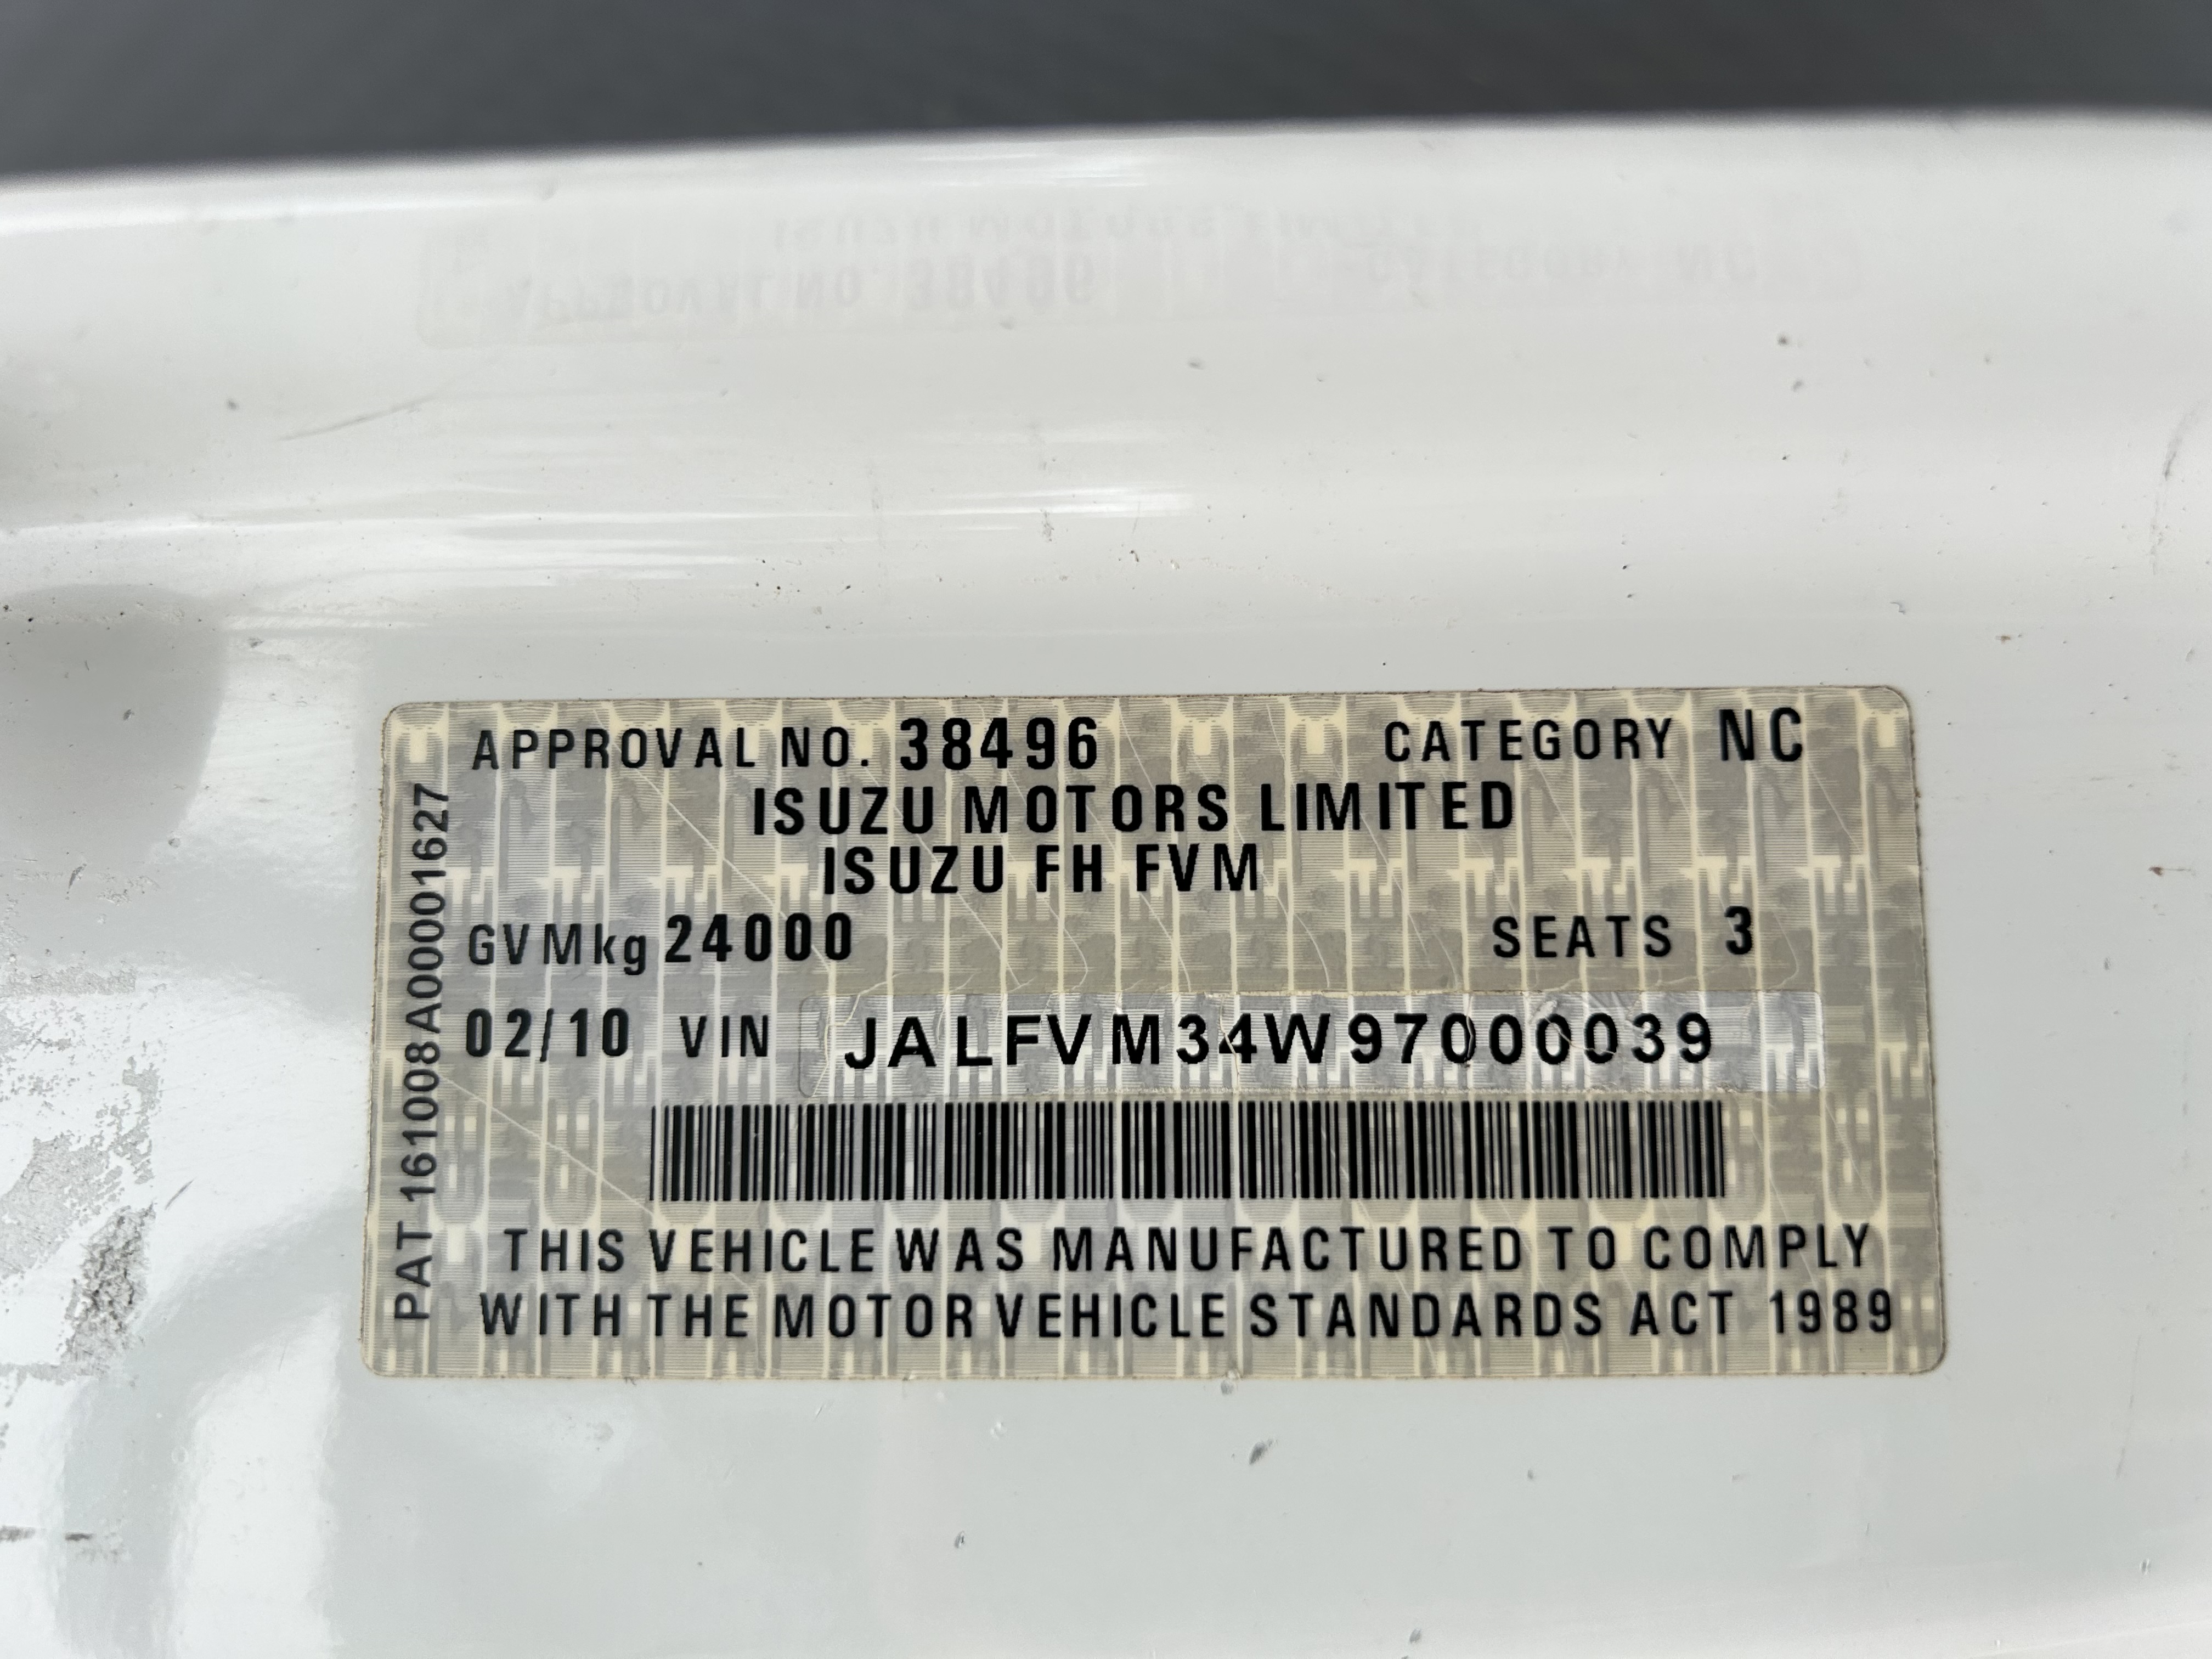 APPROVAL NO. 38496 CATEGORY NC
ISUZU MOTORS LIMITED
ISUZU FH FVM
GVMkg 24000 SEATS 3
02/10 VIN JALFVM34W97000039
THIS VEHICLE WAS MANUFACTURED TO COMPLY
WITH THE MOTOR VEHICLE STANDARDS ACT 1989
PAT 161008A00001627